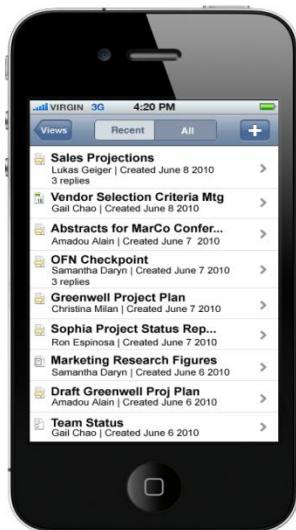 VIRGIN 3G 4:20 PM
Views Recent All +
Sales Projections
Lukas Geiger | Created June 8 2010
3 replies
Vendor Selection Criteria Mtg
Gail Chao | Created June 8 2010
Abstracts for MarCo Confer...
Amadou Alain | Created June 7 2010
OFN Checkpoint
Samantha Daryn | Created June 7 2010
3 replies
Greenwell Project Plan
Christina Milan | Created June 7 2010
Sophia Project Status Rep...
Ron Espinosa | Created June 7 2010
Marketing Research Figures
Samantha Daryn | Created June 6 2010
Draft Greenwell Proj Plan
Amadou Alain | Created June 6 2010
Team Status
Gail Chao | Created June 6 2010